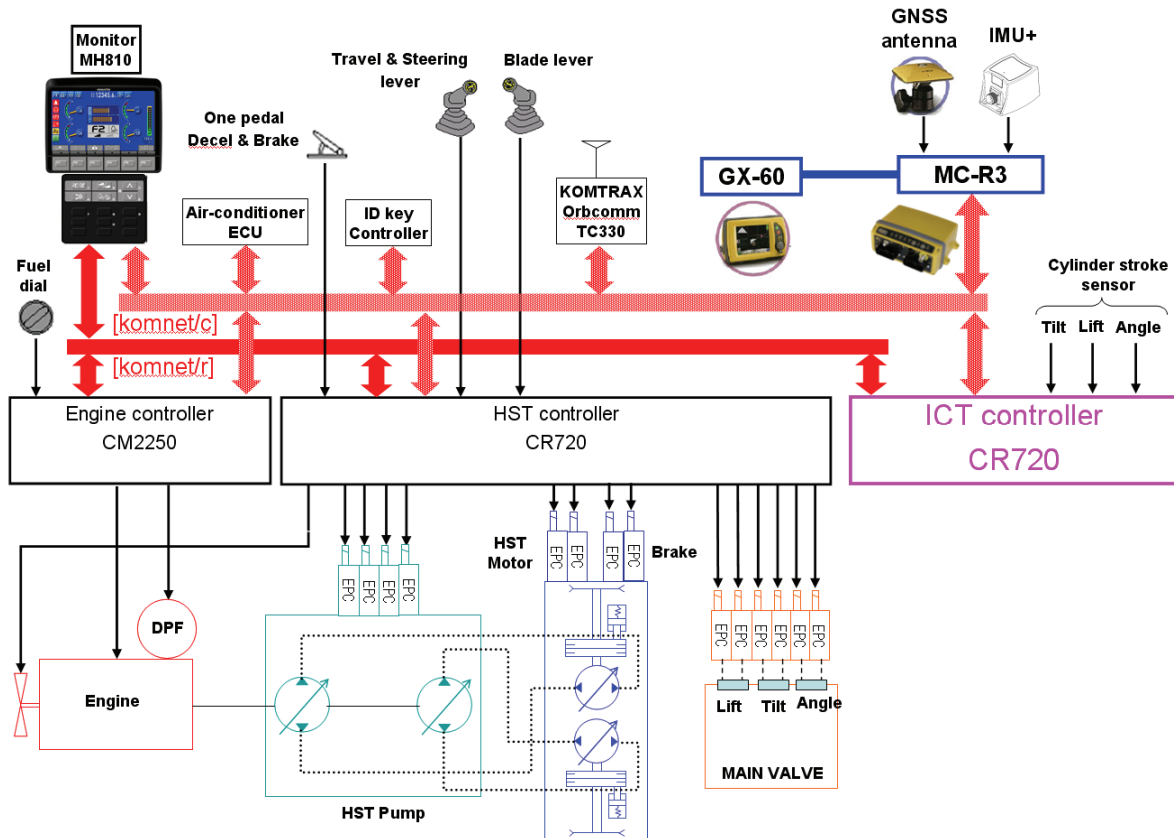 Monitor
MH810
Travel & Steering
lever
Blade lever
GNSS
antenna
IMU+
One pedal
Decel & Brake
12345.6
F2
GX-60
MC-R3
Air-conditioner
ECU
ID key
Controller
KOMTRAX
Orbcomm
TC330
Fuel
dial
Cylinder stroke
sensor
Tilt Lift Angle
[komnet/c]
[komnet/r]
Engine controller
CM2250
HST controller
CR720
ICT controller
CR720
HST
Motor
Brake
EPC EPC EPC EPC
EPC EPC EPC EPC
EPC EPC EPC EPC EPC EPC
DPF
Engine
Lift Tilt Angle
MAIN VALVE
HST Pump